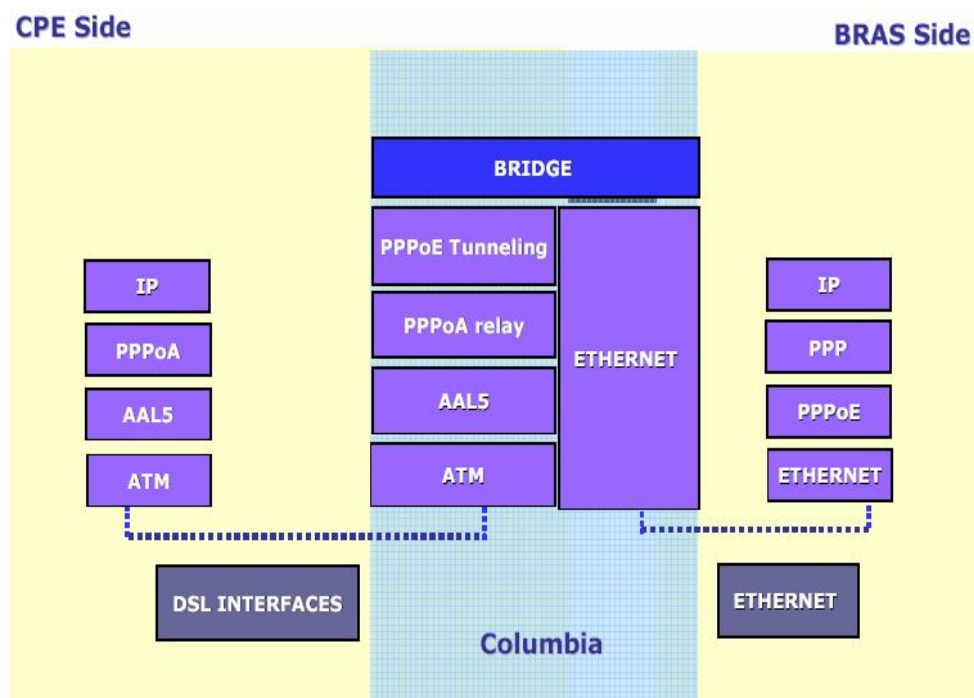 CPE Side
BRAS Side
BRIDGE
PPPoE Tunneling
PPPoA relay
AAL5
ATM
ETHERNET
IP
PPPoA
AAL5
ATM
IP
PPP
PPPoE
ETHERNET
DSL INTERFACES
ETHERNET
Columbia